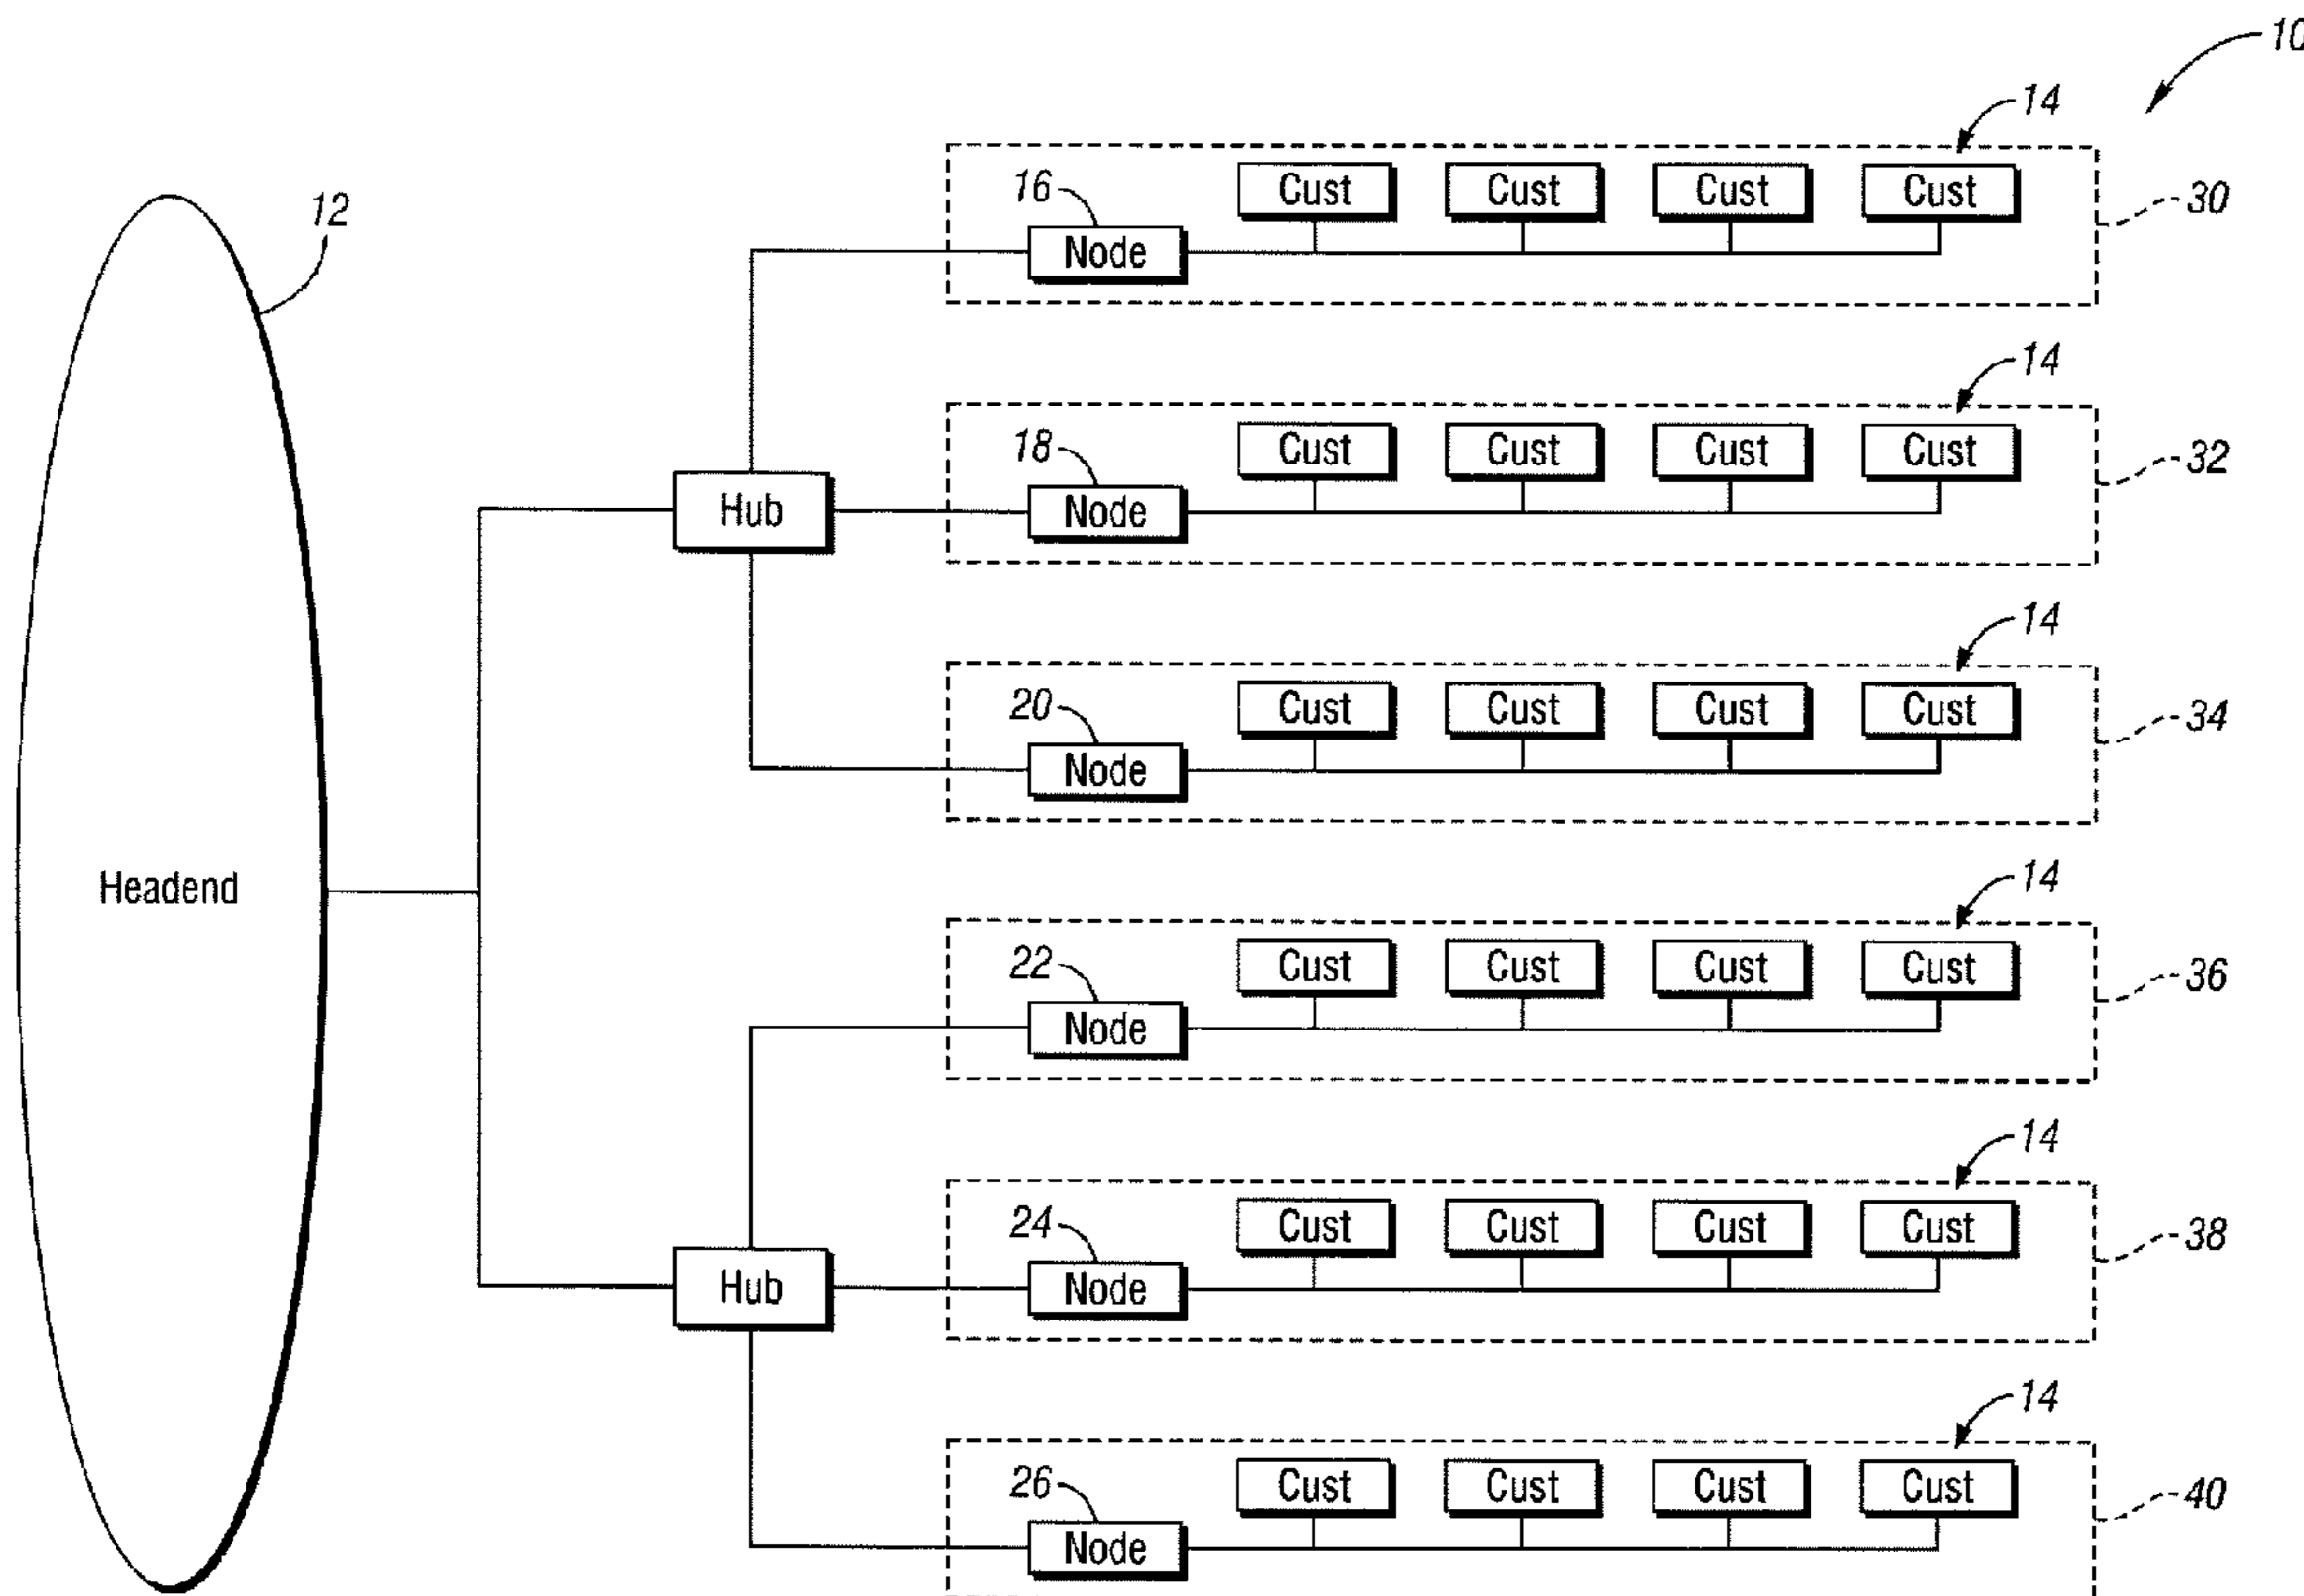 10
14
16 Cust Cust Cust Cust 30
12
Node
14
18 Cust Cust Cust Cust 32
Hub Node
14
20 Cust Cust Cust Cust 34
Node
Headend
14
22 Cust Cust Cust Cust 36
Node
14
24 Cust Cust Cust Cust 38
Hub Node
14
26 Cust Cust Cust Cust 40
Node